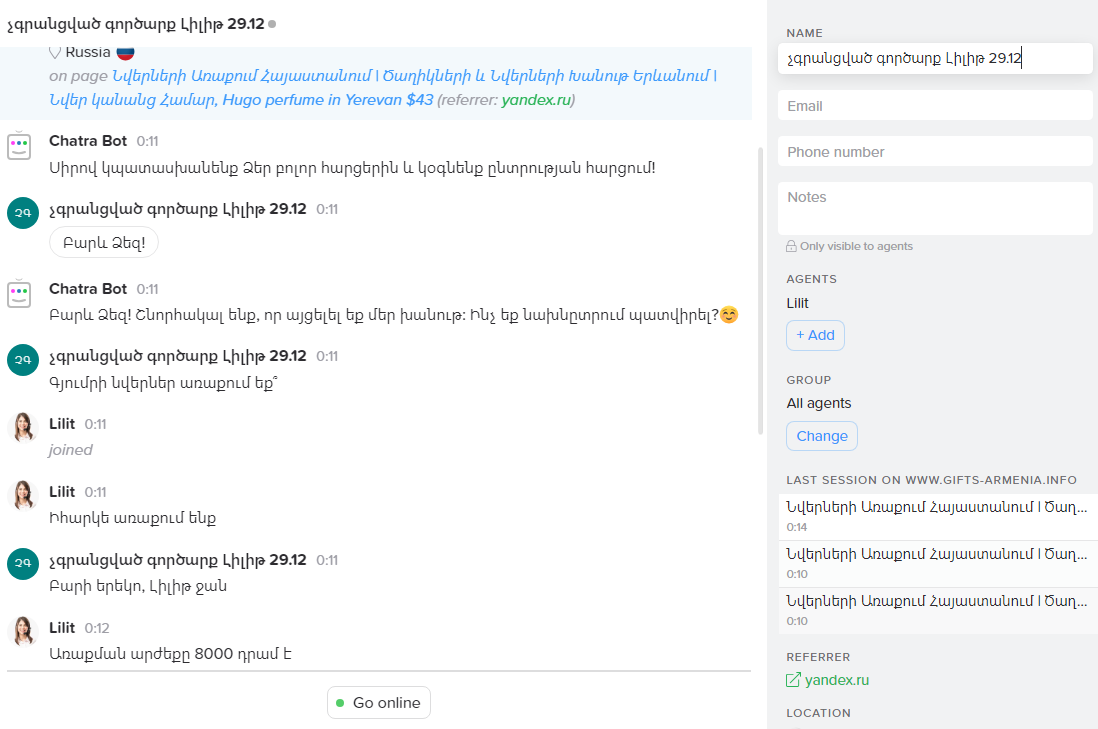 չգրանցված գործարք Լիլիթ 29.12
Russia
on page Նվերների Առաքում Հայաստանում | Ծաղիկների և Նվերների Խանութ Երևանում |
Նվեր կանանց Համար, Hugo perfume in Yerevan $43 (referrer: yandex.ru)
Chatra Bot 0:11
Սիրով կպատասխանենք Ձեր բոլոր հարցերին և կօգնենք ընտրության հարցում!
ՉԳ չգրանցված գործարք Լիլիթ 29.12 0:11
Բարև Ձեզ!
Chatra Bot 0:11
Բարև Ձեզ! Շնորհակալ ենք, որ այցելել եք մեր խանութ: Ինչ եք նախընտրում պատվիրել?😊
ՉԳ չգրանցված գործարք Լիլիթ 29.12 0:11
Գյումրի նվերներ առաքում եք՞
Lilit 0:11
joined
Lilit 0:11
Իհարկե առաքում ենք
ՉԳ չգրանցված գործարք Լիլիթ 29.12 0:11
Բարի երեկո, Լիլիթ ջան
Lilit 0:12
Առաքման արժեքը 8000 դրամ է
Go online
NAME
չգրանցված գործարք Լիլիթ 29.12
Email
Phone number
Notes
Only visible to agents
AGENTS
Lilit
+ Add
GROUP
All agents
Change
LAST SESSION ON WWW.GIFTS-ARMENIA.INFO
Նվերների Առաքում Հայաստանում | Ծաղ...
0:14
Նվերների Առաքում Հայաստանում | Ծաղ...
0:10
Նվերների Առաքում Հայաստանում | Ծաղ...
0:10
REFERRER
yandex.ru
LOCATION